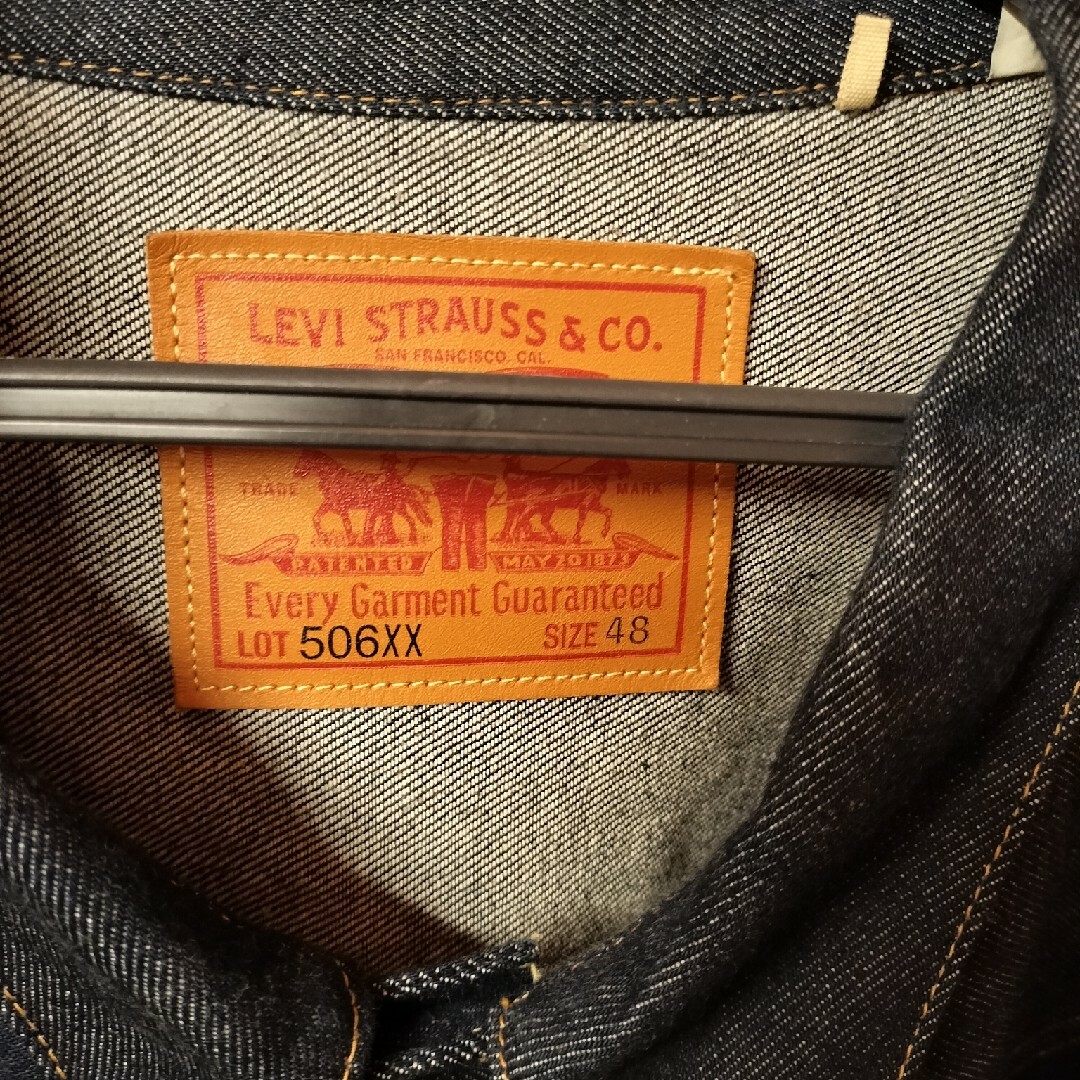 LEVI STRAUSS & CO.
SAN FRANCISCO, CAL.
TRADE MARK
PATENTED MAY 20 1873
Every Garment Guaranteed
LOT 506XX SIZE 48